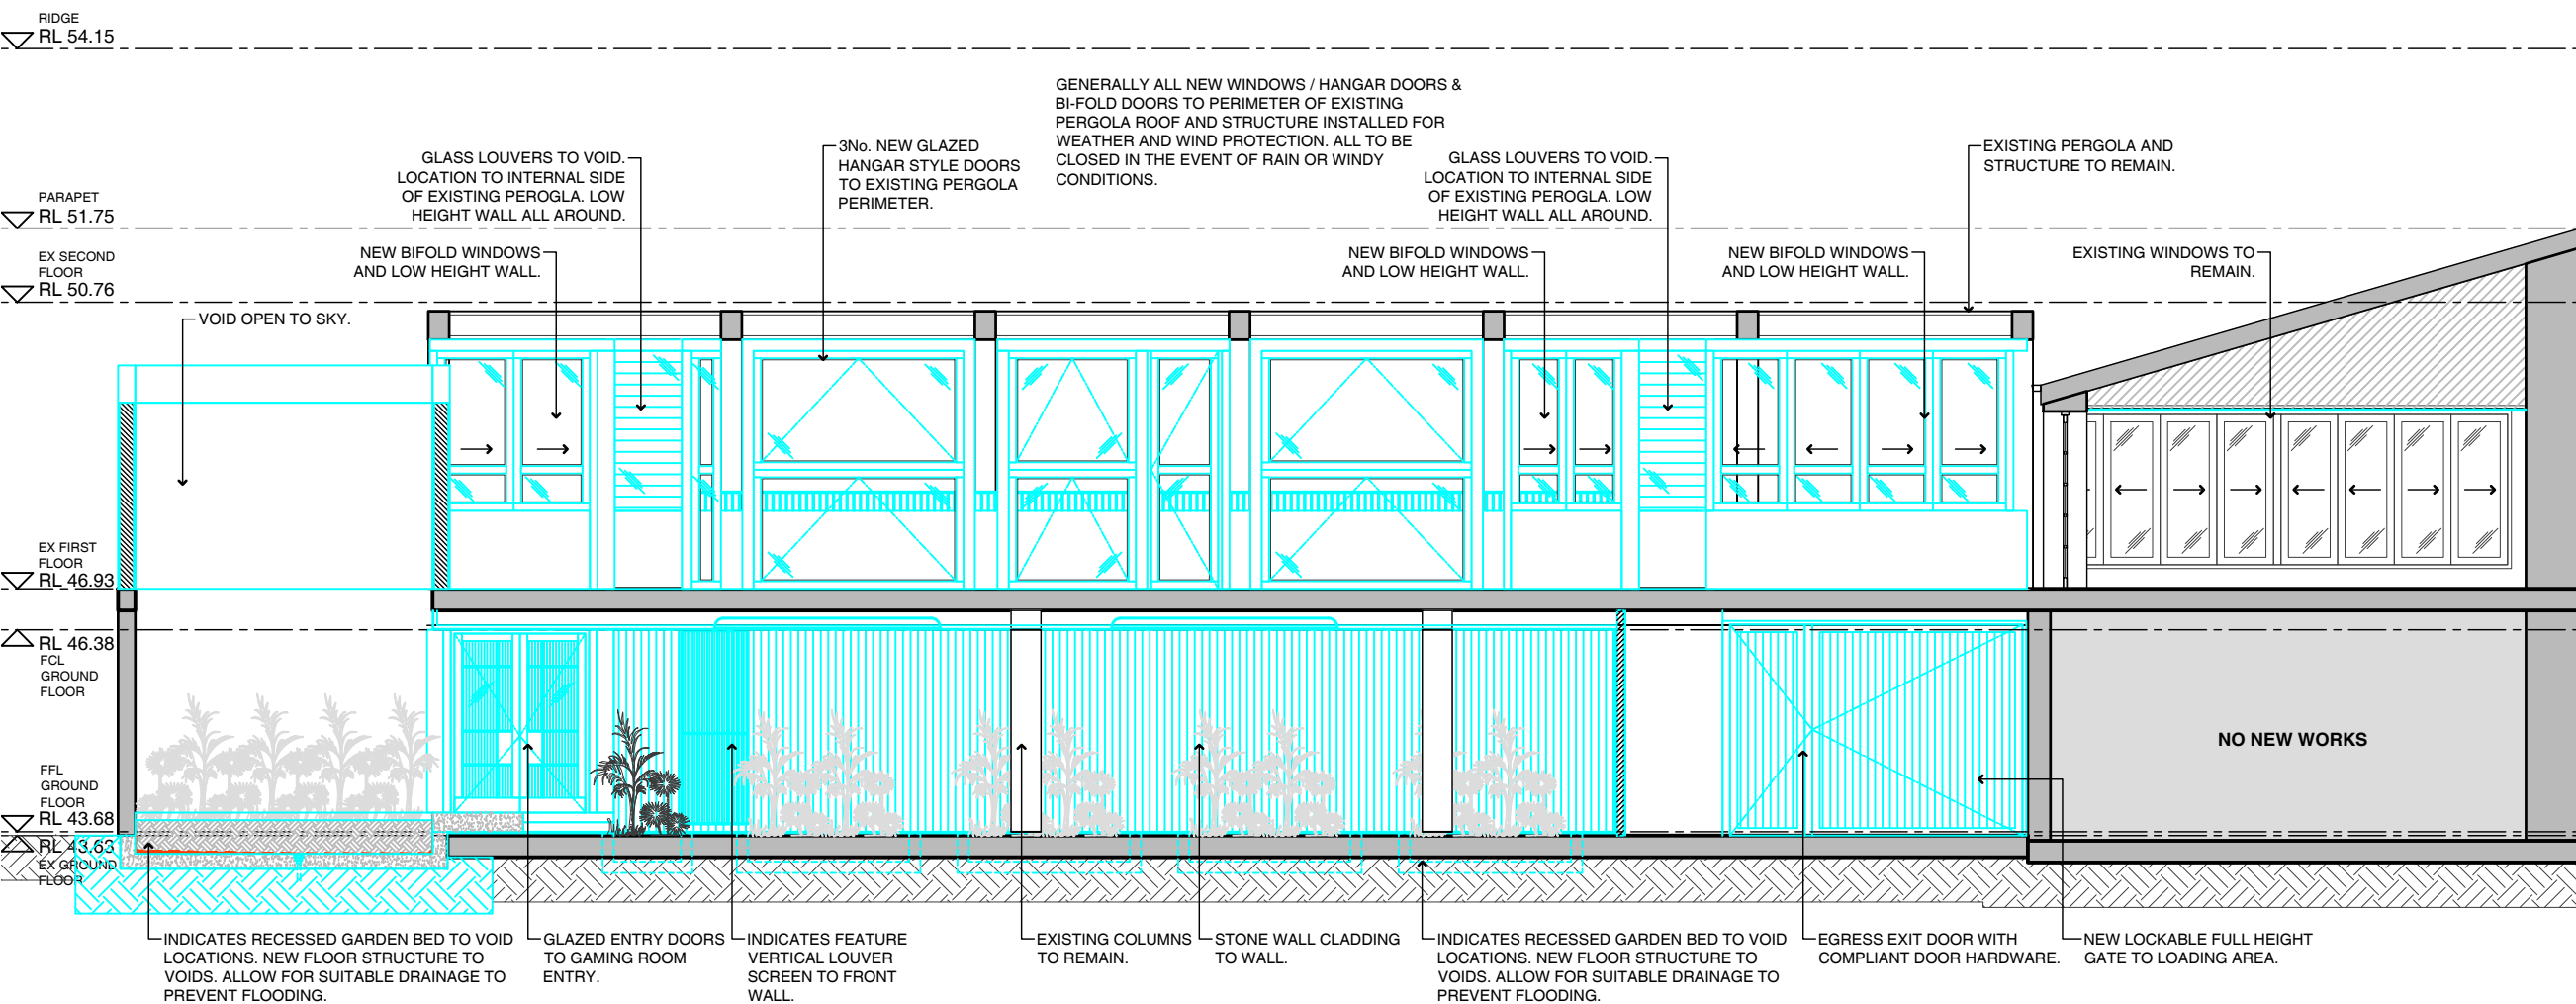 RIDGE
RL 54.15
GENERALLY ALL NEW WINDOWS / HANGAR DOORS &
BI-FOLD DOORS TO PERIMETER OF EXISTING
PERGOLA ROOF AND STRUCTURE INSTALLED FOR
WEATHER AND WIND PROTECTION. ALL TO BE
CLOSED IN THE EVENT OF RAIN OR WINDY
CONDITIONS.
GLASS LOUVERS TO VOID.
LOCATION TO INTERNAL SIDE
OF EXISTING PEROGLA. LOW
HEIGHT WALL ALL AROUND.
3No. NEW GLAZED
HANGAR STYLE DOORS
TO EXISTING PERGOLA
PERIMETER.
GLASS LOUVERS TO VOID.
LOCATION TO INTERNAL SIDE
OF EXISTING PEROGLA. LOW
HEIGHT WALL ALL AROUND.
EXISTING PERGOLA AND
STRUCTURE TO REMAIN.
PARAPET
RL 51.75
EX SECOND
FLOOR
RL 50.76
NEW BIFOLD WINDOWS
AND LOW HEIGHT WALL.
NEW BIFOLD WINDOWS
AND LOW HEIGHT WALL.
NEW BIFOLD WINDOWS
AND LOW HEIGHT WALL.
EXISTING WINDOWS TO
REMAIN.
VOID OPEN TO SKY.
EX FIRST
FLOOR
RL 46.93
RL 46.38
FCL
GROUND
FLOOR
NO NEW WORKS
FFL
GROUND
FLOOR
RL 43.68
RL 43.63
EX GROUND
FLOOR
INDICATES RECESSED GARDEN BED TO VOID
LOCATIONS. NEW FLOOR STRUCTURE TO
VOIDS. ALLOW FOR SUITABLE DRAINAGE TO
PREVENT FLOODING.
GLAZED ENTRY DOORS
TO GAMING ROOM
ENTRY.
INDICATES FEATURE
VERTICAL LOUVER
SCREEN TO FRONT
WALL.
EXISTING COLUMNS
TO REMAIN.
STONE WALL CLADDING
TO WALL.
INDICATES RECESSED GARDEN BED TO VOID
LOCATIONS. NEW FLOOR STRUCTURE TO
VOIDS. ALLOW FOR SUITABLE DRAINAGE TO
PREVENT FLOODING.
EGRESS EXIT DOOR WITH
COMPLIANT DOOR HARDWARE.
NEW LOCKABLE FULL HEIGHT
GATE TO LOADING AREA.